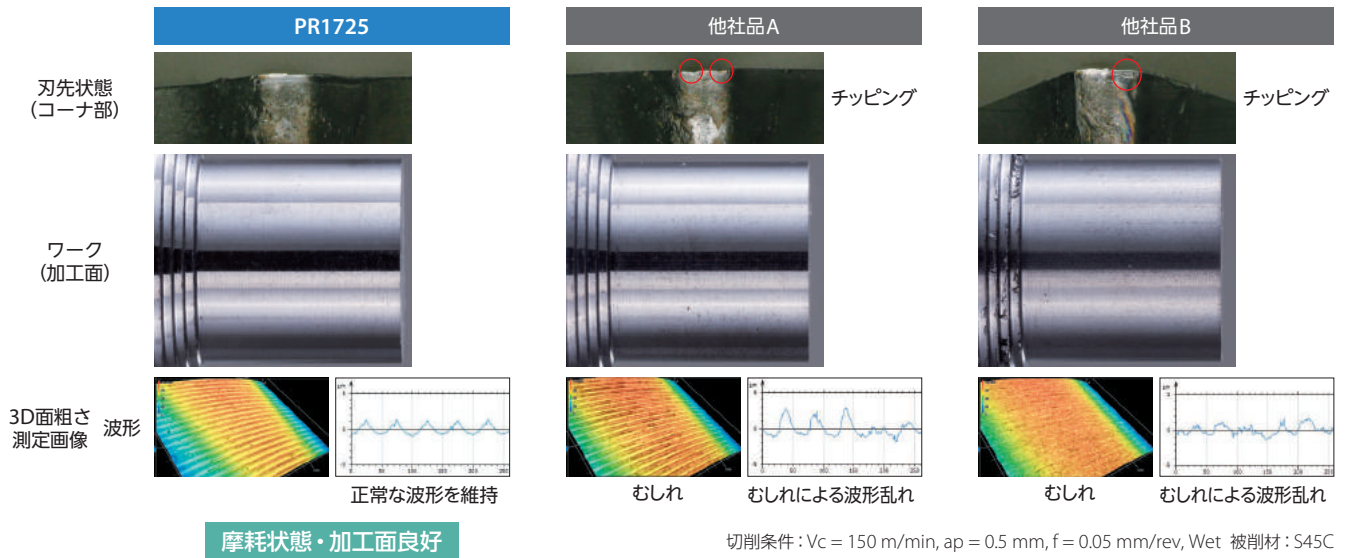 PR1725
他社品A
他社品B
刃先状態
(コーナ部)
チッピング
チッピング
ワーク
(加工面)
3D面粗さ
測定画像
波形
正常な波形を維持
むしれ
むしれによる波形乱れ
むしれ
むしれによる波形乱れ
摩耗状態・加工面良好
切削条件：Vc = 150 m/min, ap = 0.5 mm, f = 0.05 mm/rev, Wet 被削材：S45C